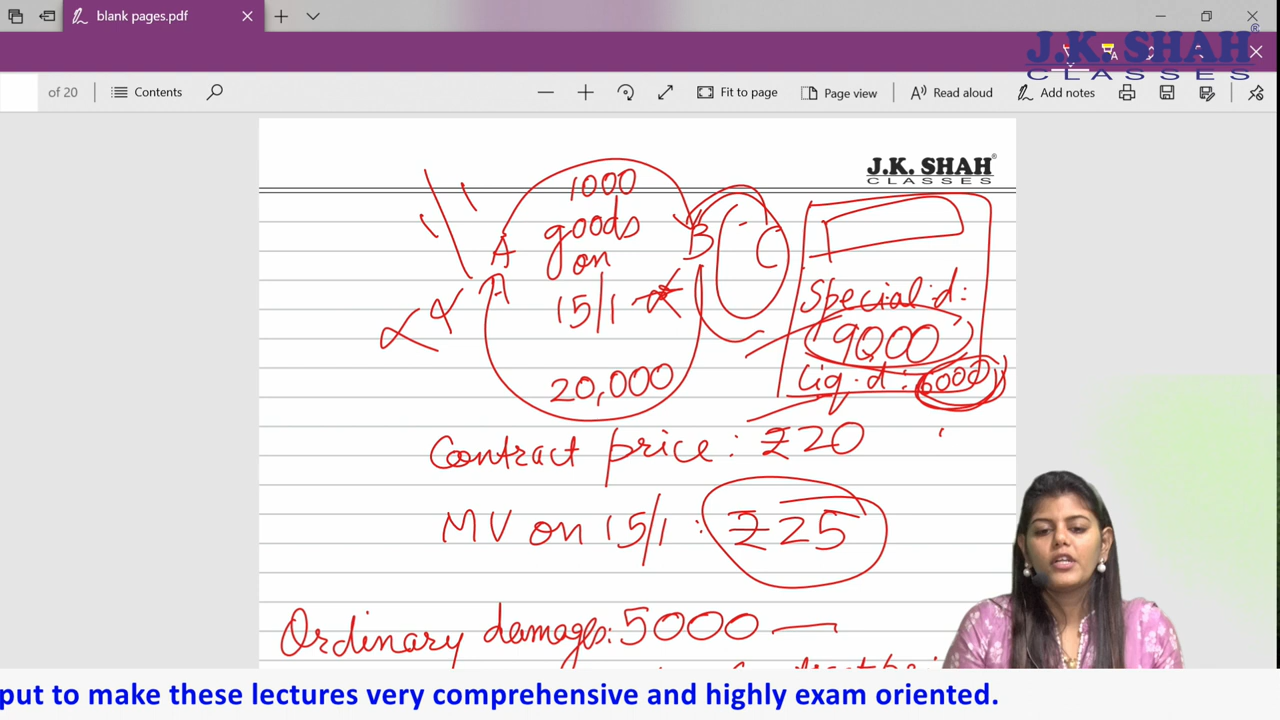 blank pages.pdf
J.K. SHAH®
CLASSES
of 20
Contents
Fit to page
Page view
Read aloud
Add notes
J.K. SHAH®
CLASSES
1000
goods
on
15/1
20,000
A
A
B
C
Special d:
9000
Liq. d: 6000
Contract price: ₹20
MV on 15/1 : ₹25
Ordinary damages: 5000 —
put to make these lectures very comprehensive and highly exam oriented.